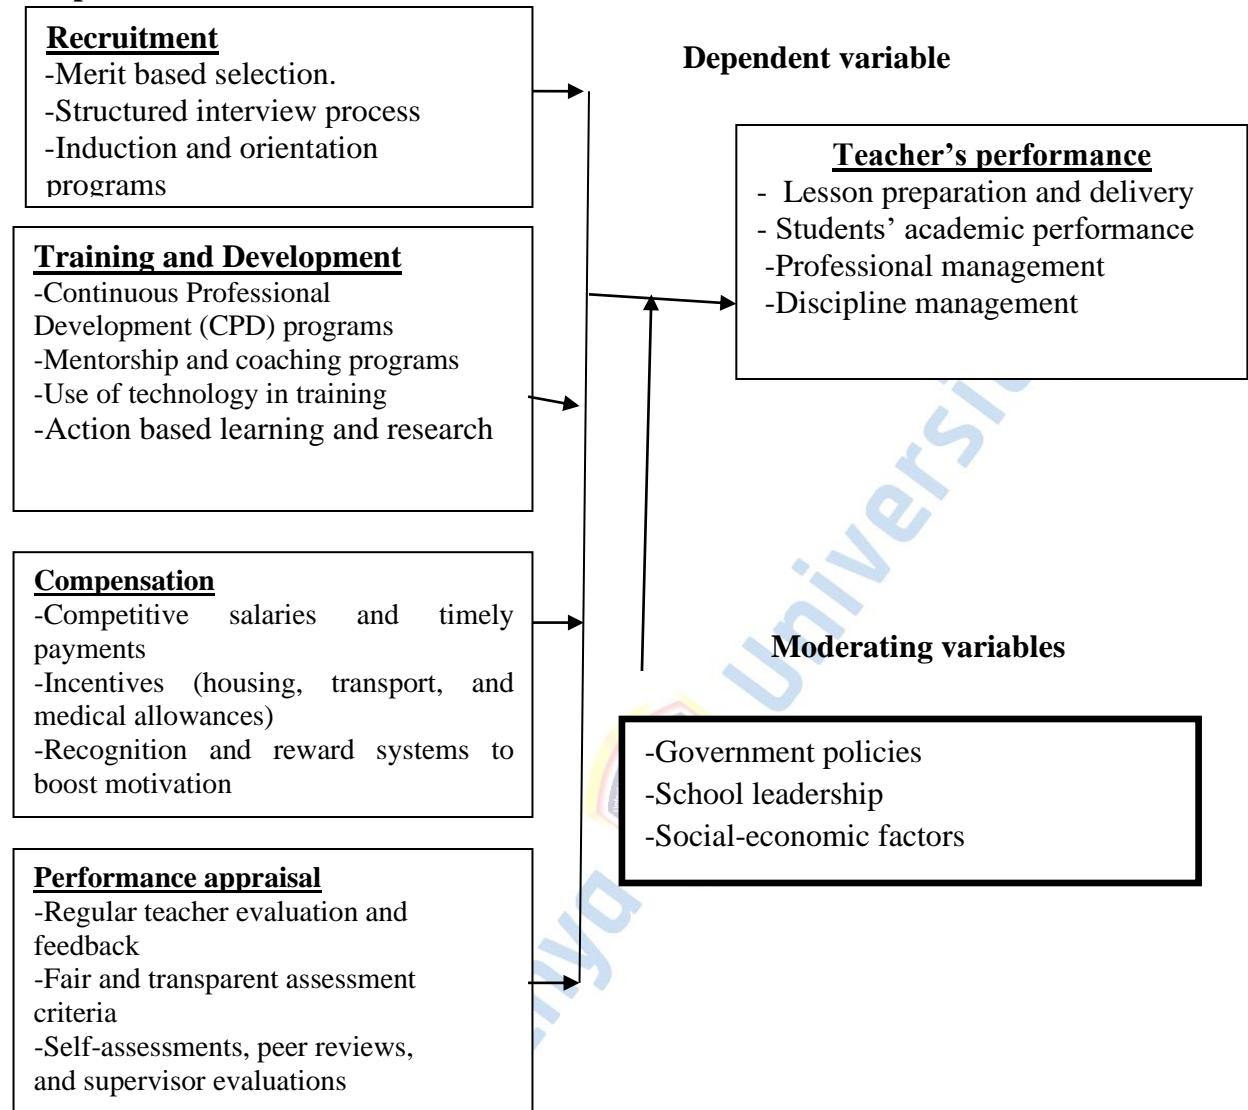 Recruitment
-Merit based selection.
-Structured interview process
-Induction and orientation
programs
Training and Development
-Continuous Professional
Development (CPD) programs
-Mentorship and coaching programs
-Use of technology in training
-Action based learning and research
Compensation
-Competitive salaries and timely
payments
-Incentives (housing, transport, and
medical allowances)
-Recognition and reward systems to
boost motivation
Performance appraisal
-Regular teacher evaluation and
feedback
-Fair and transparent assessment
criteria
-Self-assessments, peer reviews,
and supervisor evaluations
Dependent variable
Teacher’s performance
- Lesson preparation and delivery
- Students’ academic performance
-Professional management
-Discipline management
Moderating variables
-Government policies
-School leadership
-Social-economic factors